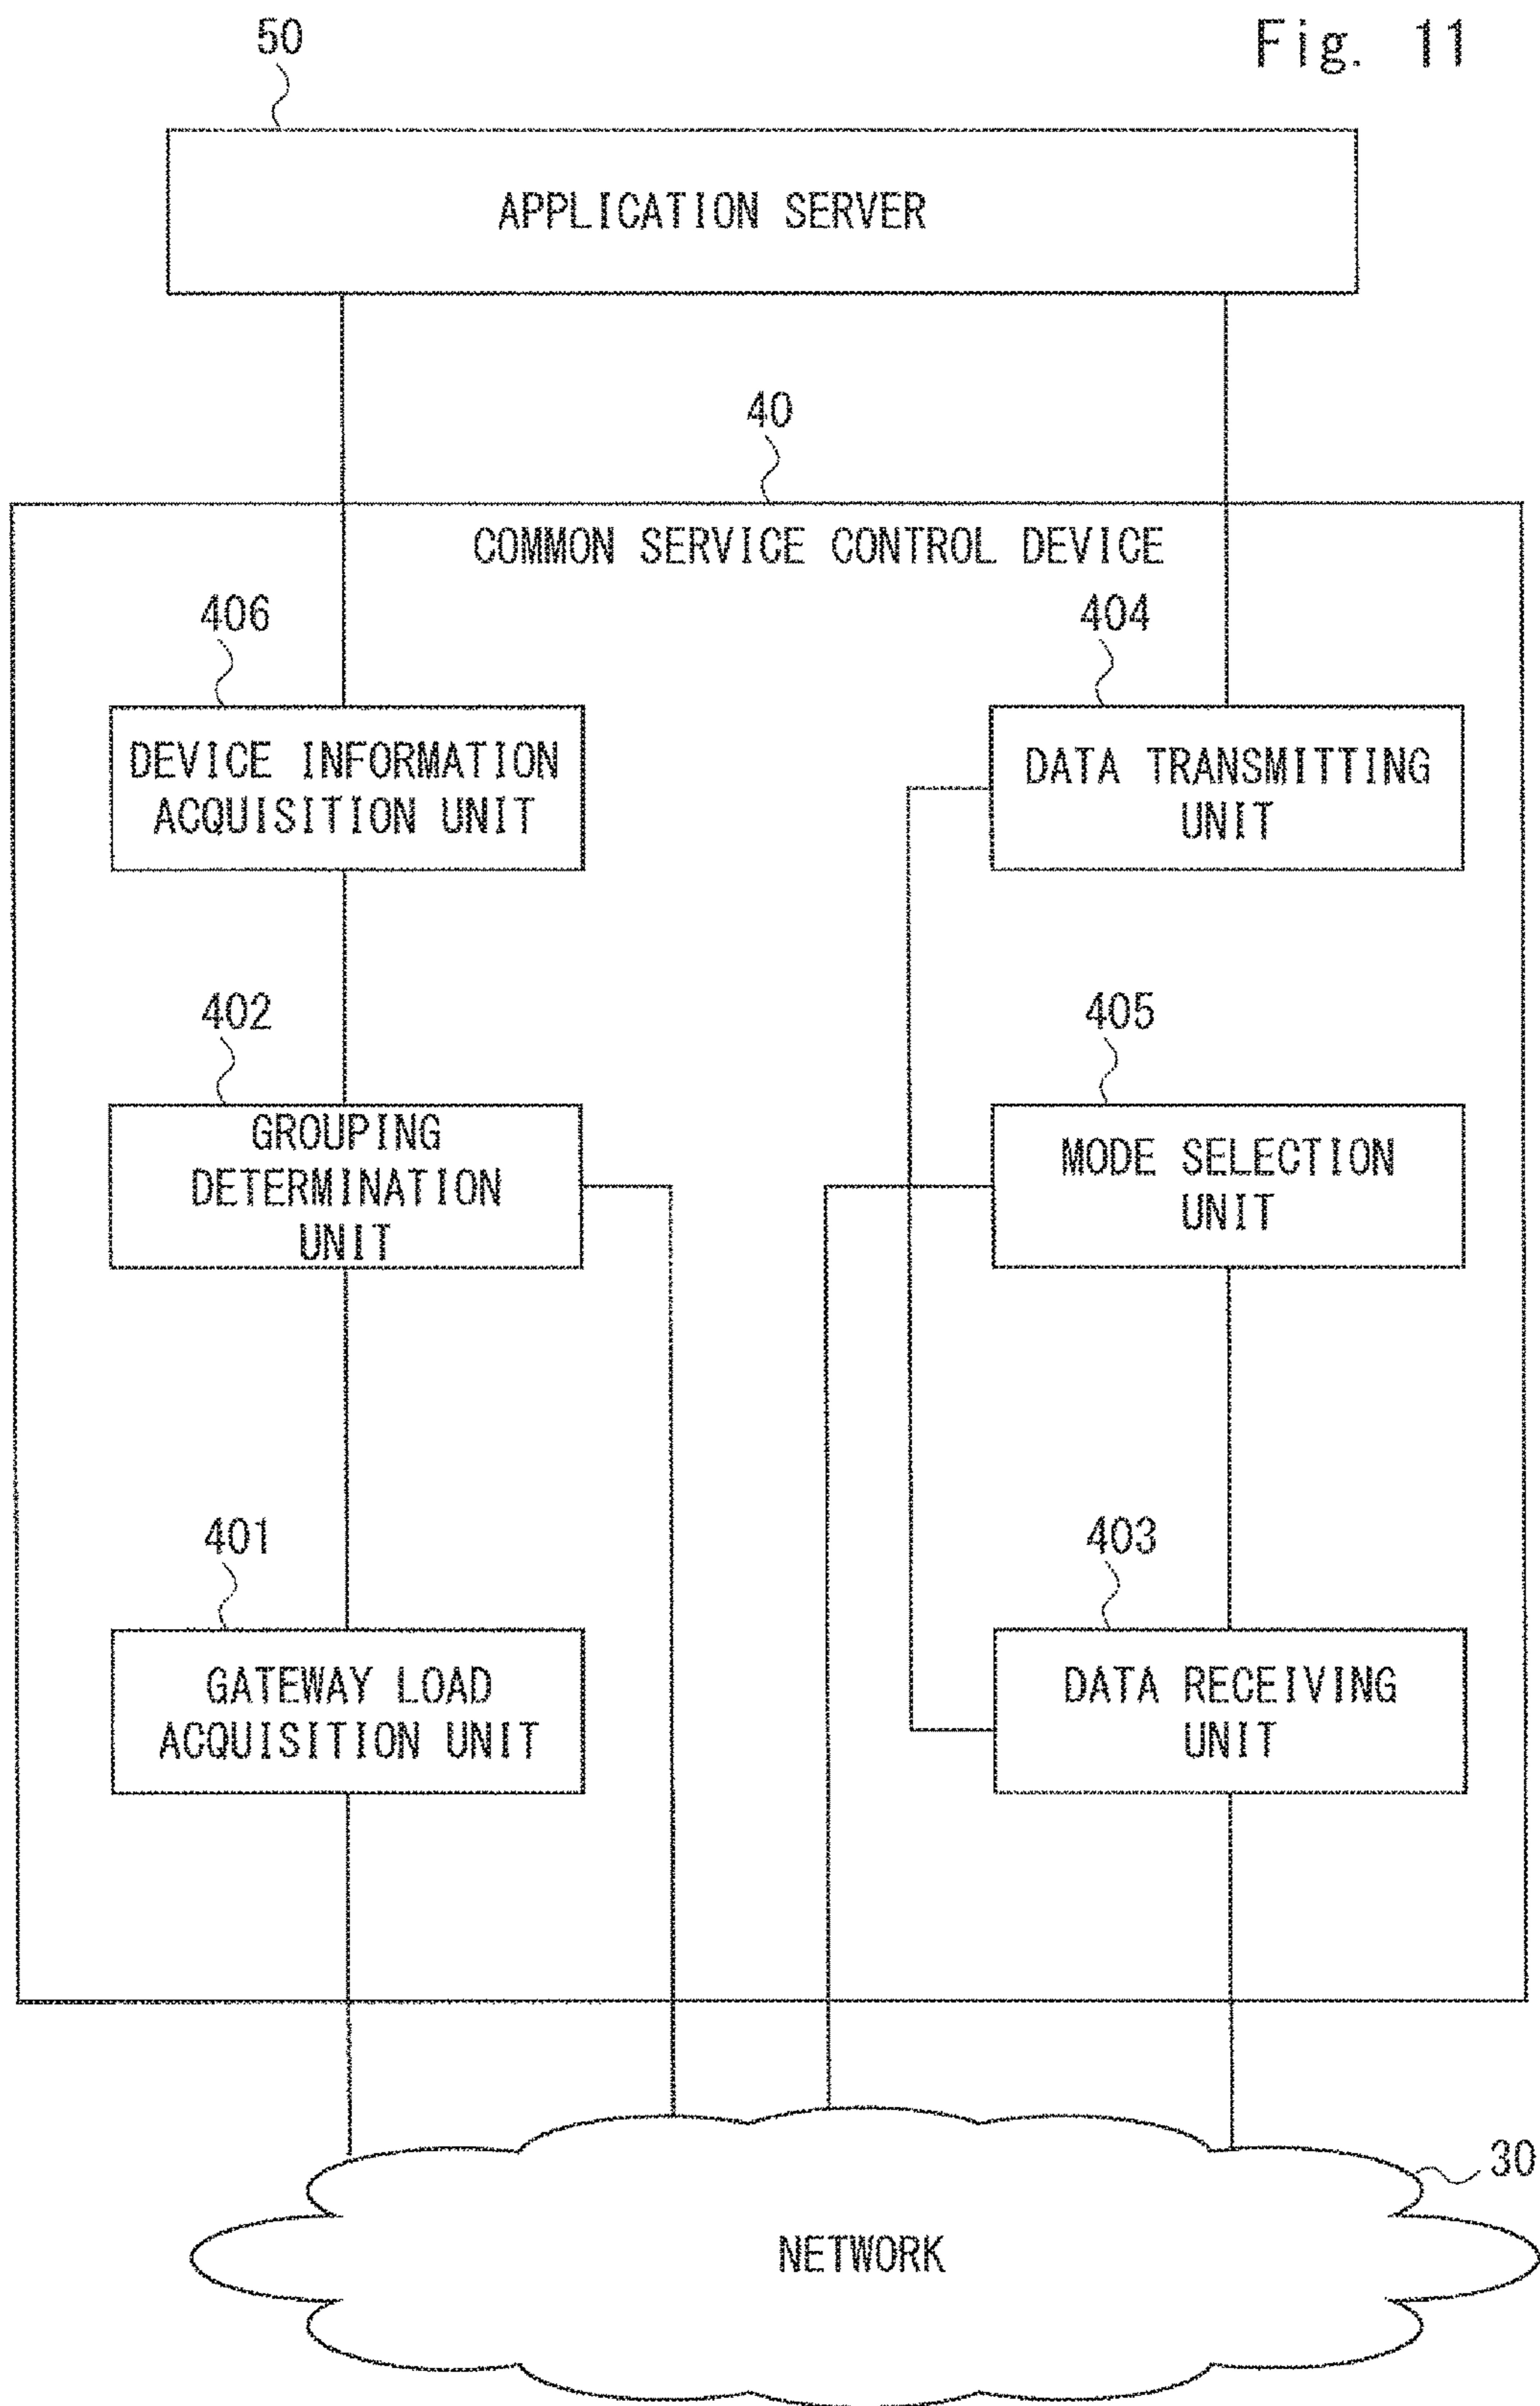 Fig. 11
50
APPLICATION SERVER
40
COMMON SERVICE CONTROL DEVICE
406
DEVICE INFORMATION
ACQUISITION UNIT
404
DATA TRANSMITTING
UNIT
402
GROUPING
DETERMINATION
UNIT
405
MODE SELECTION
UNIT
401
GATEWAY LOAD
ACQUISITION UNIT
403
DATA RECEIVING
UNIT
30
NETWORK